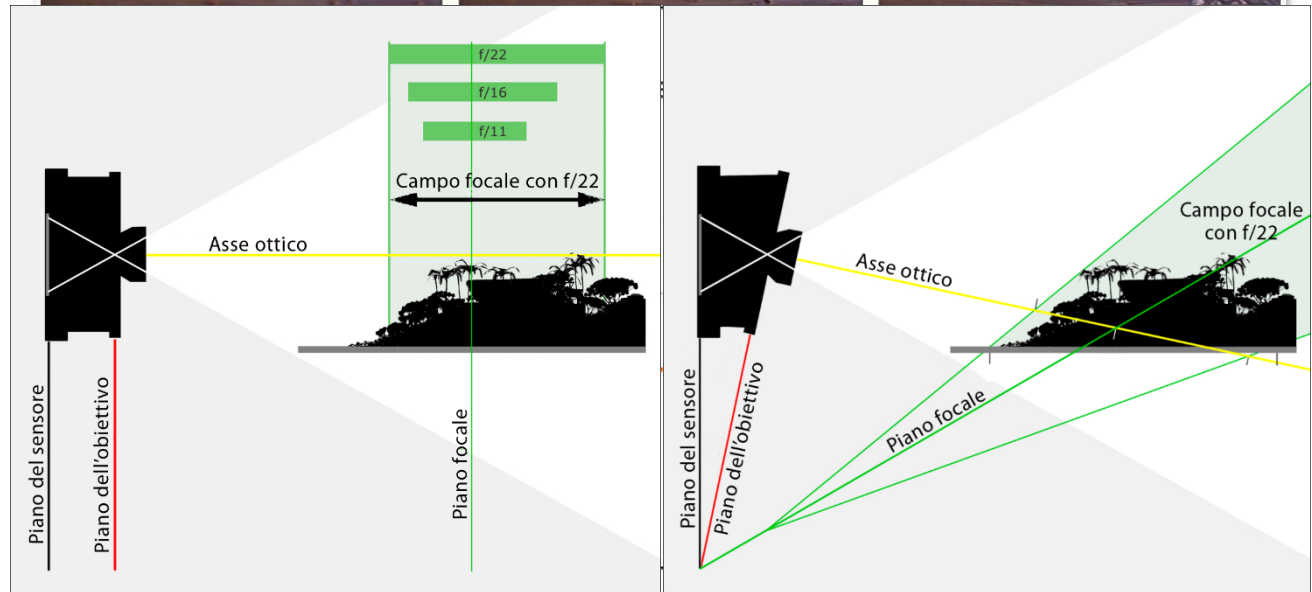 f/22
f/16
f/11
Campo focale con f/22
Asse ottico
Piano del sensore
Piano dell'obiettivo
Piano focale
Campo focale
con f/22
Asse ottico
Piano focale
Piano del sensore
Piano dell'obiettivo